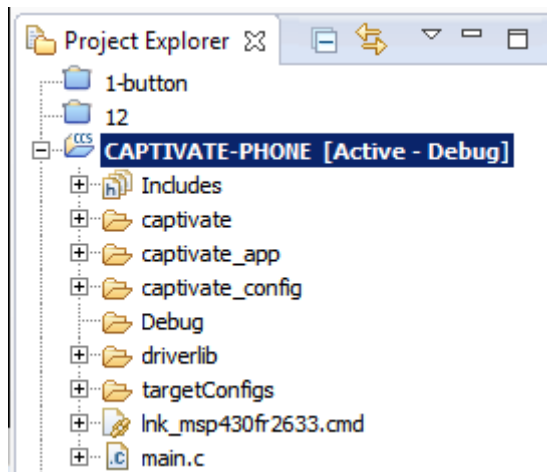 Project Explorer
1-button
12
CCS
CAPTIVATE-PHONE [Active - Debug]
h
Includes
captivate
captivate_app
captivate_config
Debug
driverlib
targetConfigs
lnk_msp430fr2633.cmd
.c
main.c